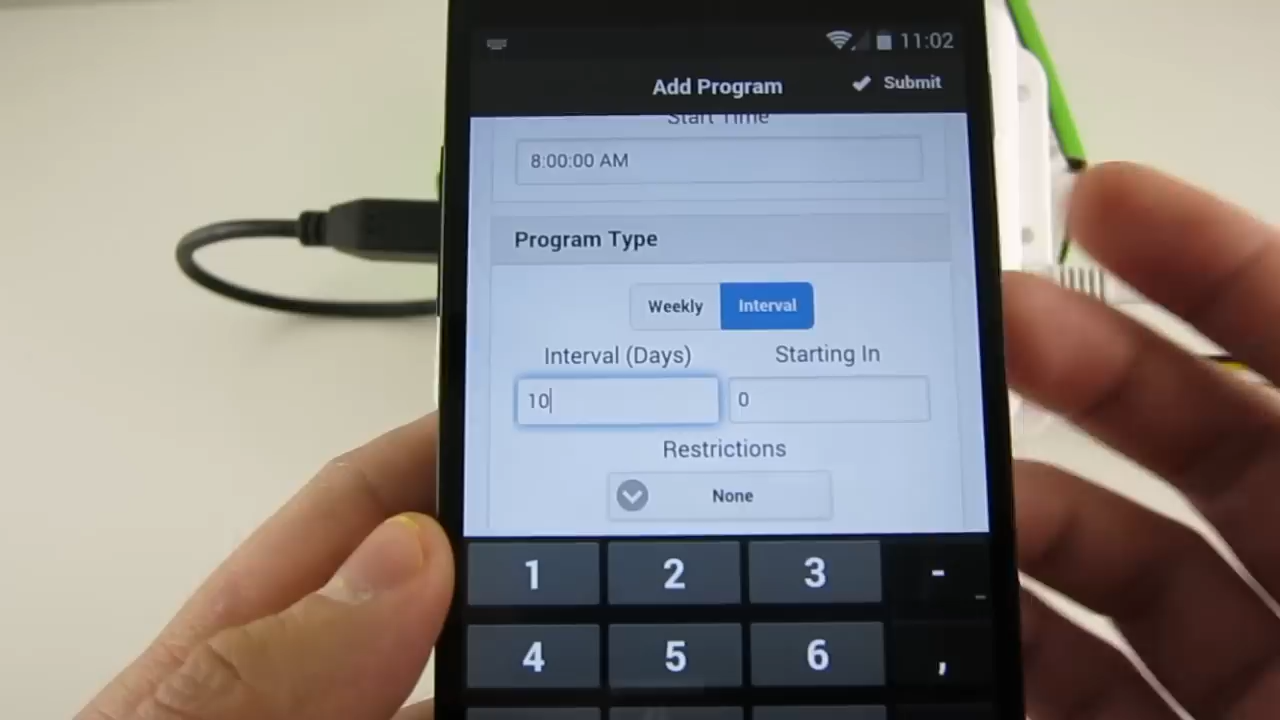 11:02
Add Program
Submit
Start Time
8:00:00 AM
Program Type
Weekly Interval
Interval (Days) Starting In
10 0
Restrictions
None
1 2 3 -
_
4 5 6 ,